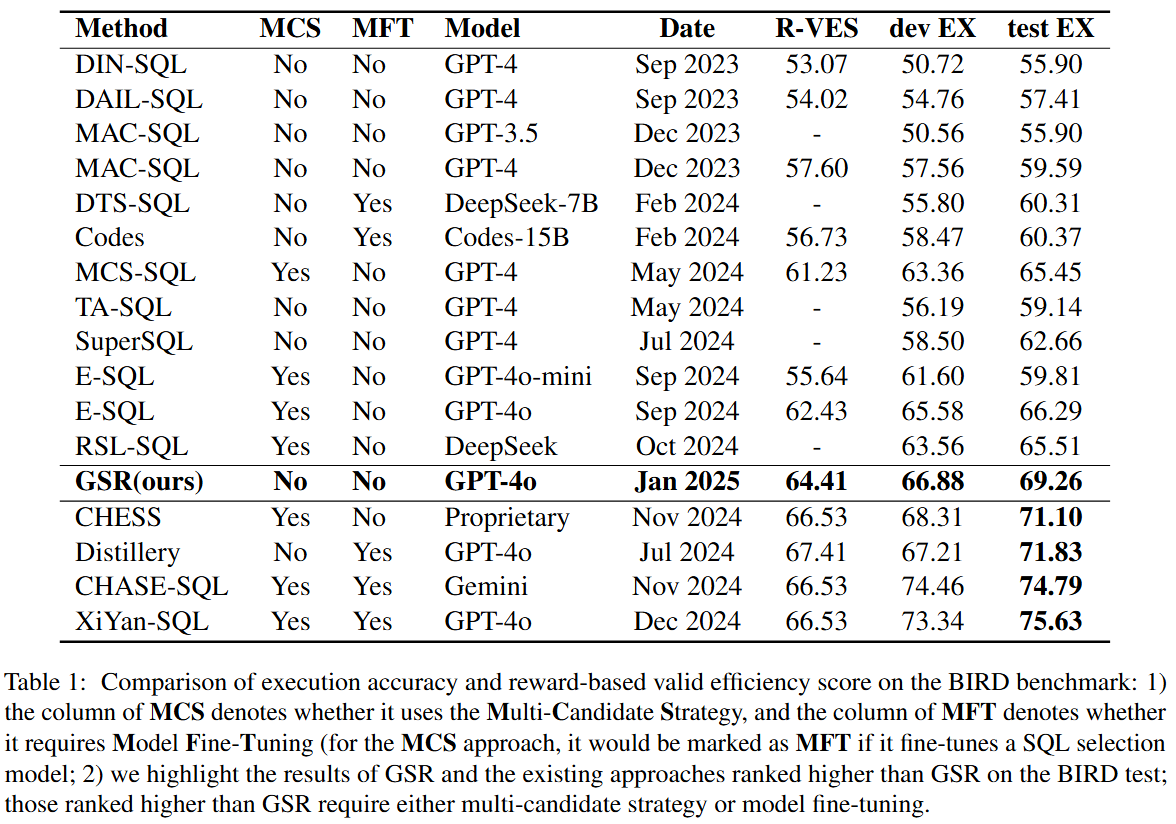 Method MCS MFT Model Date R-VES dev EX test EX
DIN-SQL No No GPT-4 Sep 2023 53.07 50.72 55.90
DAIL-SQL No No GPT-4 Sep 2023 54.02 54.76 57.41
MAC-SQL No No GPT-3.5 Dec 2023 - 50.56 55.90
MAC-SQL No No GPT-4 Dec 2023 57.60 57.56 59.59
DTS-SQL No Yes DeepSeek-7B Feb 2024 - 55.80 60.31
Codes No Yes Codes-15B Feb 2024 56.73 58.47 60.37
MCS-SQL Yes No GPT-4 May 2024 61.23 63.36 65.45
TA-SQL No No GPT-4 May 2024 - 56.19 59.14
SuperSQL No No GPT-4 Jul 2024 - 58.50 62.66
E-SQL Yes No GPT-4o-mini Sep 2024 55.64 61.60 59.81
E-SQL Yes No GPT-4o Sep 2024 62.43 65.58 66.29
RSL-SQL Yes No DeepSeek Oct 2024 - 63.56 65.51
GSR(ours) No No GPT-4o Jan 2025 64.41 66.88 69.26
CHESS Yes No Proprietary Nov 2024 66.53 68.31 71.10
Distillery No Yes GPT-4o Jul 2024 67.41 67.21 71.83
CHASE-SQL Yes Yes Gemini Nov 2024 66.53 74.46 74.79
XiYan-SQL Yes Yes GPT-4o Dec 2024 66.53 73.34 75.63
Table 1: Comparison of execution accuracy and reward-based valid efficiency score on the BIRD benchmark: 1)
the column of MCS denotes whether it uses the Multi-Candidate Strategy, and the column of MFT denotes whether
it requires Model Fine-Tuning (for the MCS approach, it would be marked as MFT if it fine-tunes a SQL selection
model; 2) we highlight the results of GSR and the existing approaches ranked higher than GSR on the BIRD test;
those ranked higher than GSR require either multi-candidate strategy or model fine-tuning.